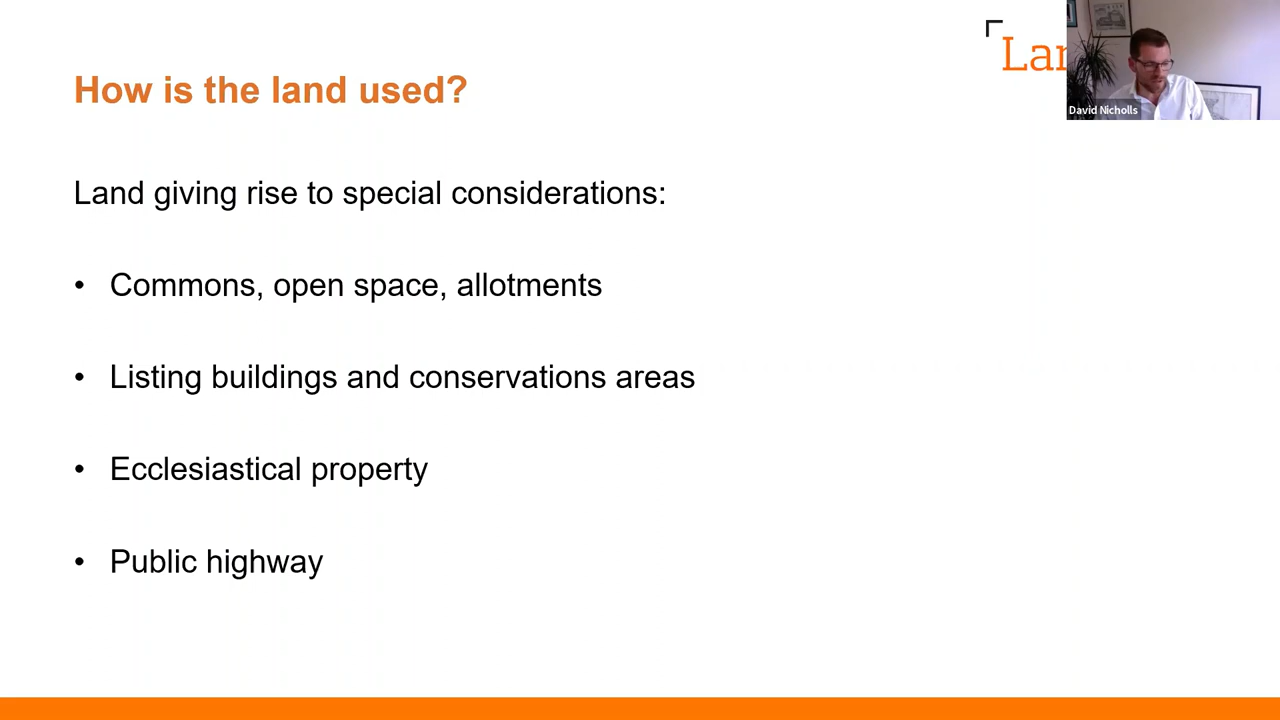 How is the land used?
Land giving rise to special considerations:
• Commons, open space, allotments
• Listing buildings and conservations areas
• Ecclesiastical property
• Public highway
David Nicholls